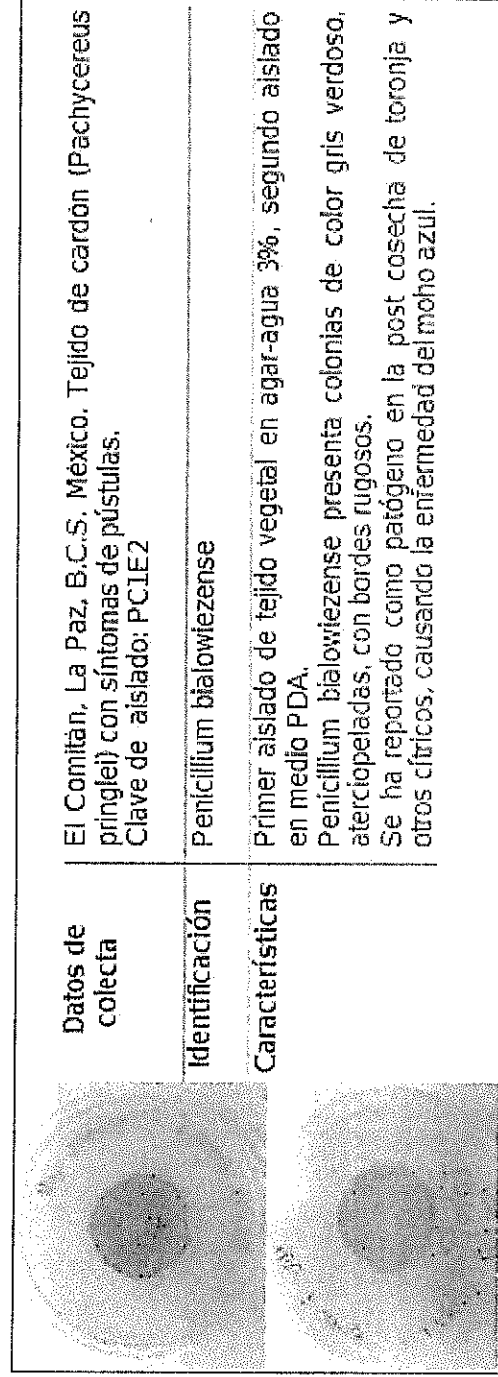 Datos de
colecta
El Comitán, La Paz, B.C.S. México. Tejido de cardón (Pachycereus
pringlei) con síntomas de pústulas.
Clave de aislado: PC1E2
Identificación
Penicillium bialowiezense
Características
Primer aislado de tejido vegetal en agar-agua 3%, segundo aislado
en medio PDA.
Penicillium bialowiezense presenta colonias de color gris verdoso,
aterciopeladas, con bordes rugosos.
Se ha reportado como patógeno en la post cosecha de toronja y
otros cítricos, causando la enfermedad del moho azul.